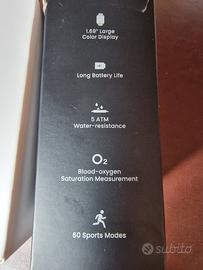 1.69" Large
Color Display
Long Battery Life
5 ATM
Water-resistance
O2
Blood-oxygen
Saturation Measurement
60 Sports Modes
subito